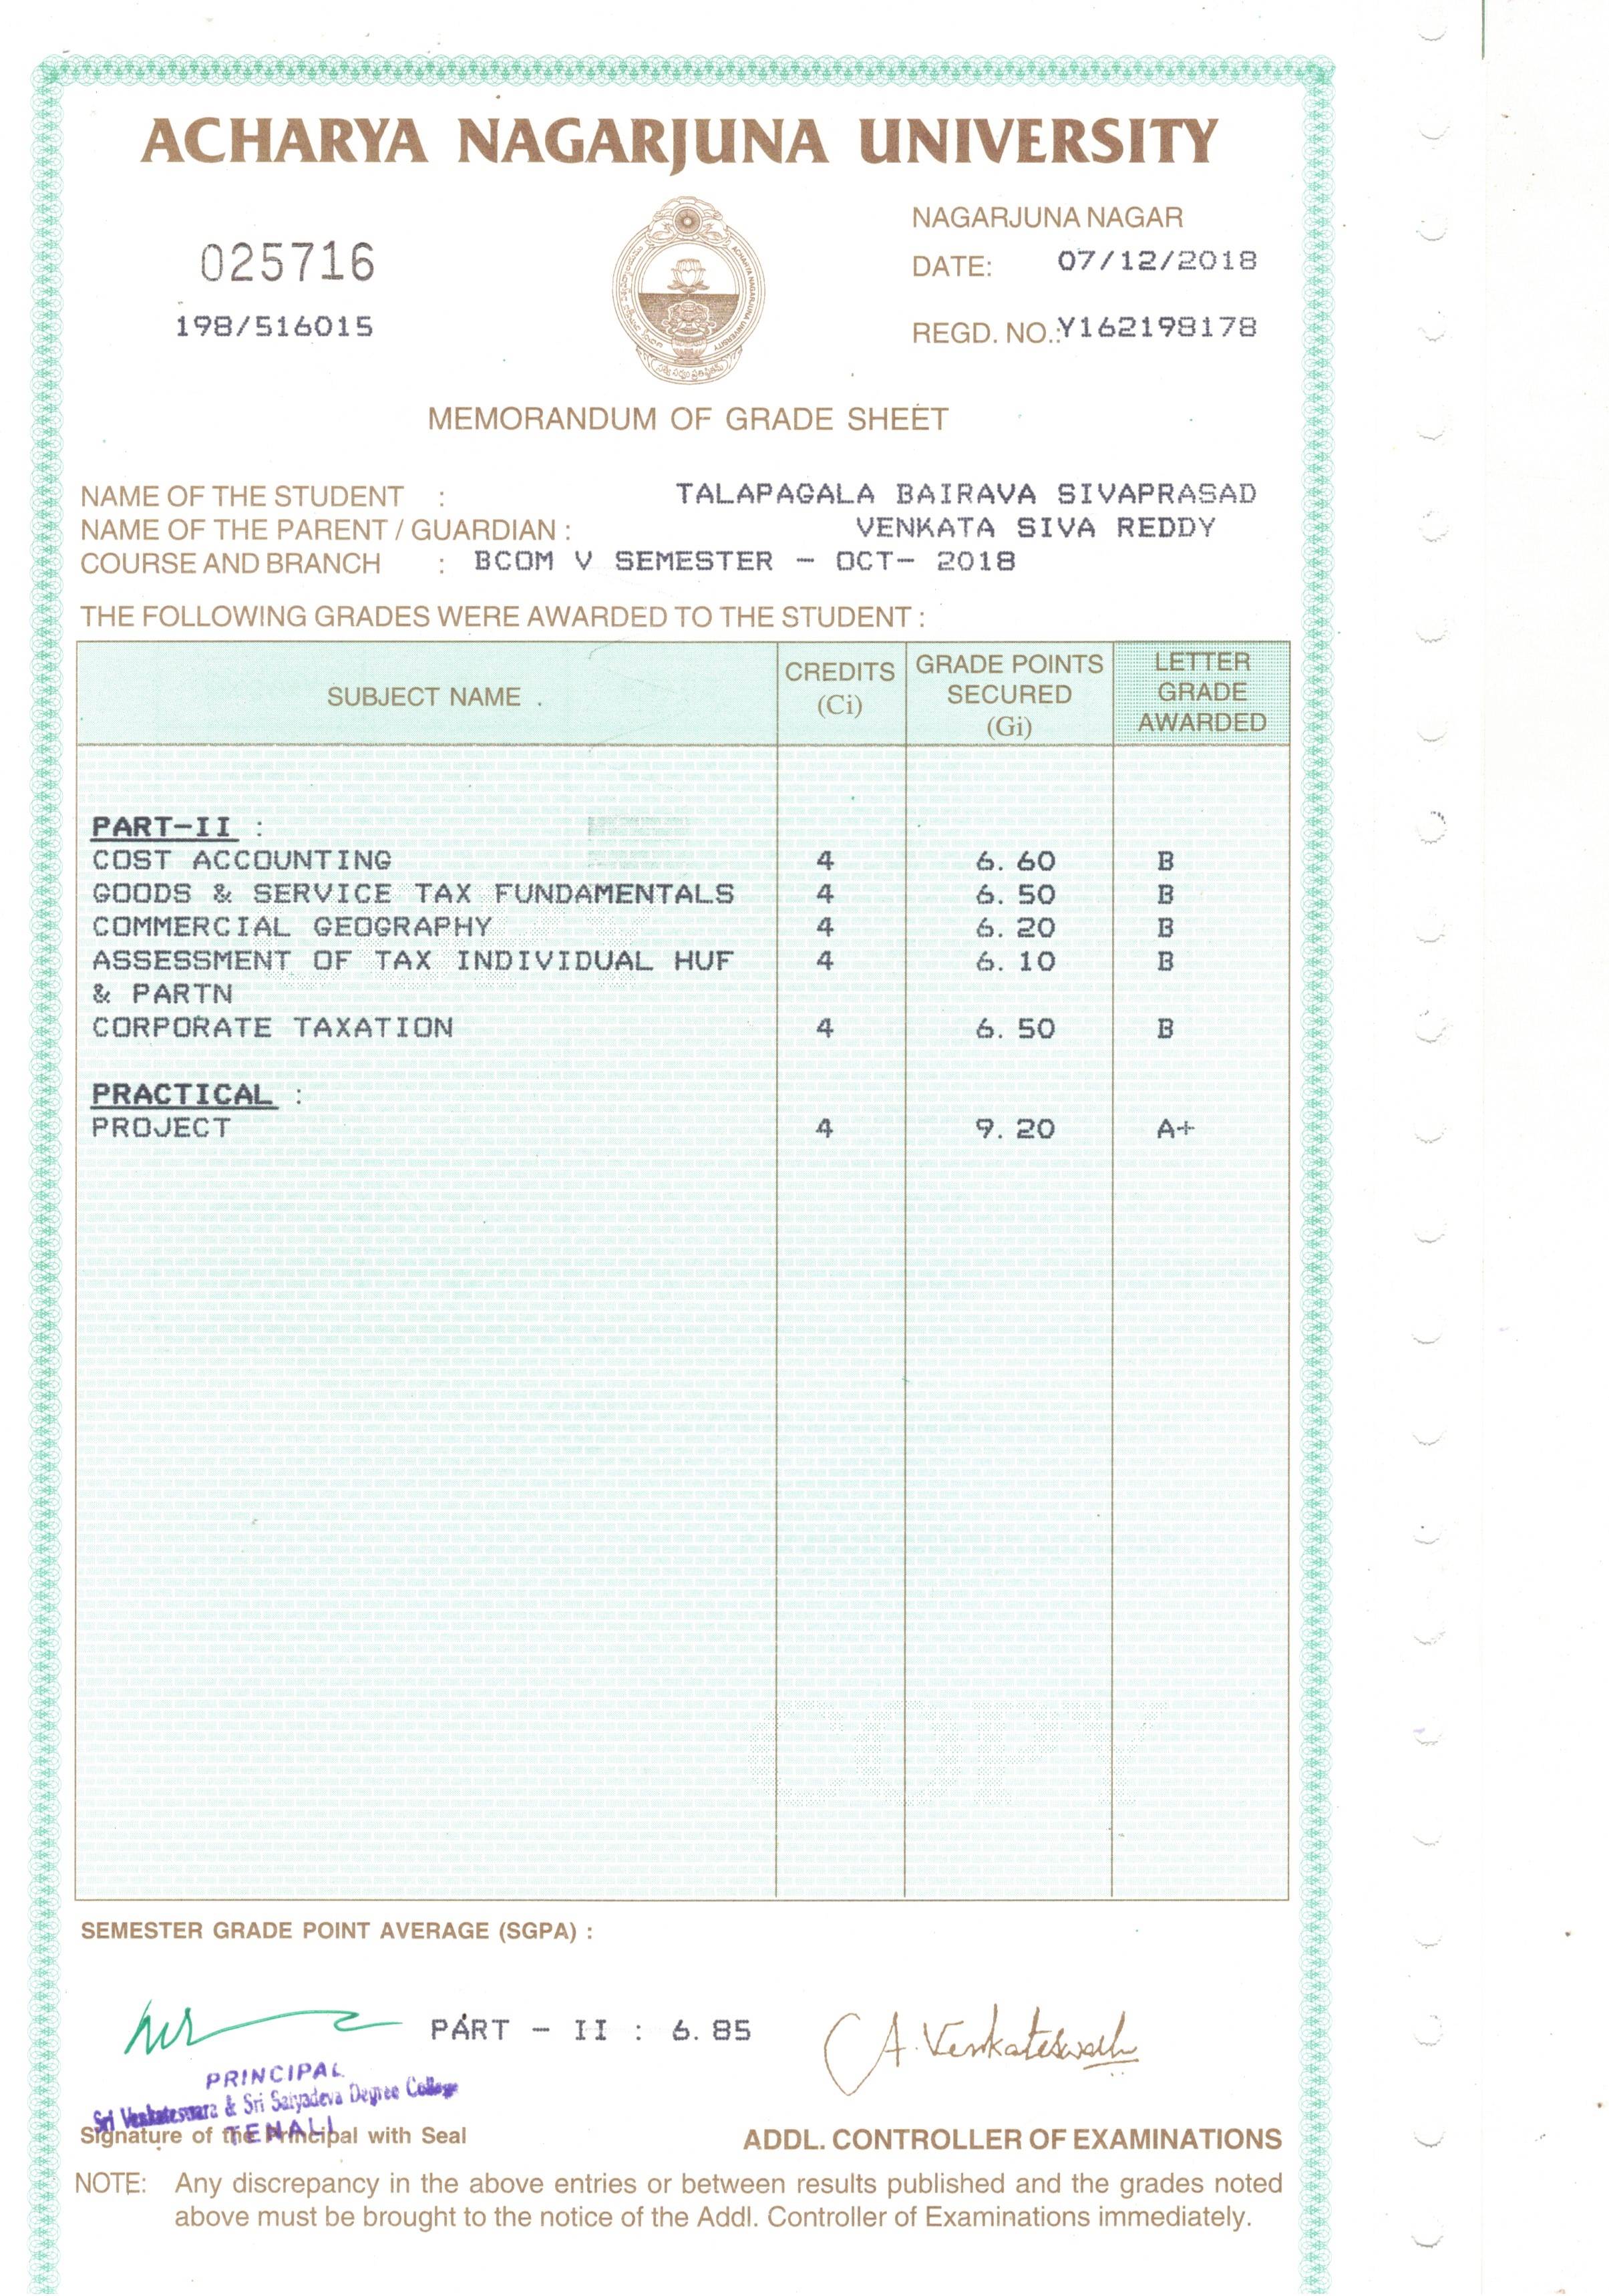 ACHARYA NAGARJUNA UNIVERSITY
025716
198/516015
NAGARJUNA NAGAR
DATE: 07/12/2018
REGD. NO.:Y162198178
ACHARYA NAGARJUNA UNIVERSITY
MEMORANDUM OF GRADE SHEET
NAME OF THE STUDENT : TALAPAGALA BAIRAVA SIVAPRASAD
NAME OF THE PARENT / GUARDIAN : VENKATA SIVA REDDY
COURSE AND BRANCH : BCOM V SEMESTER - OCT- 2018
THE FOLLOWING GRADES WERE AWARDED TO THE STUDENT :
SUBJECT NAME CREDITS (Ci) GRADE POINTS SECURED (Gi) LETTER GRADE AWARDED
PART-II :
COST ACCOUNTING 4 6.60 B
GOODS & SERVICE TAX FUNDAMENTALS 4 6.50 B
COMMERCIAL GEOGRAPHY 4 6.20 B
ASSESSMENT OF TAX INDIVIDUAL HUF 4 6.10 B
& PARTN
CORPORATE TAXATION 4 6.50 B
PRACTICAL :
PROJECT 4 9.20 A+
COPY
SEMESTER GRADE POINT AVERAGE (SGPA) :
PART - II : 6.85
A. Venkateswarlu
PRINCIPAL
Sri Venkateswara & Sri Satyadeva Degree College
TENALI
Signature of the Principal with Seal
ADDL. CONTROLLER OF EXAMINATIONS
NOTE: Any discrepancy in the above entries or between results published and the grades noted
above must be brought to the notice of the Addl. Controller of Examinations immediately.